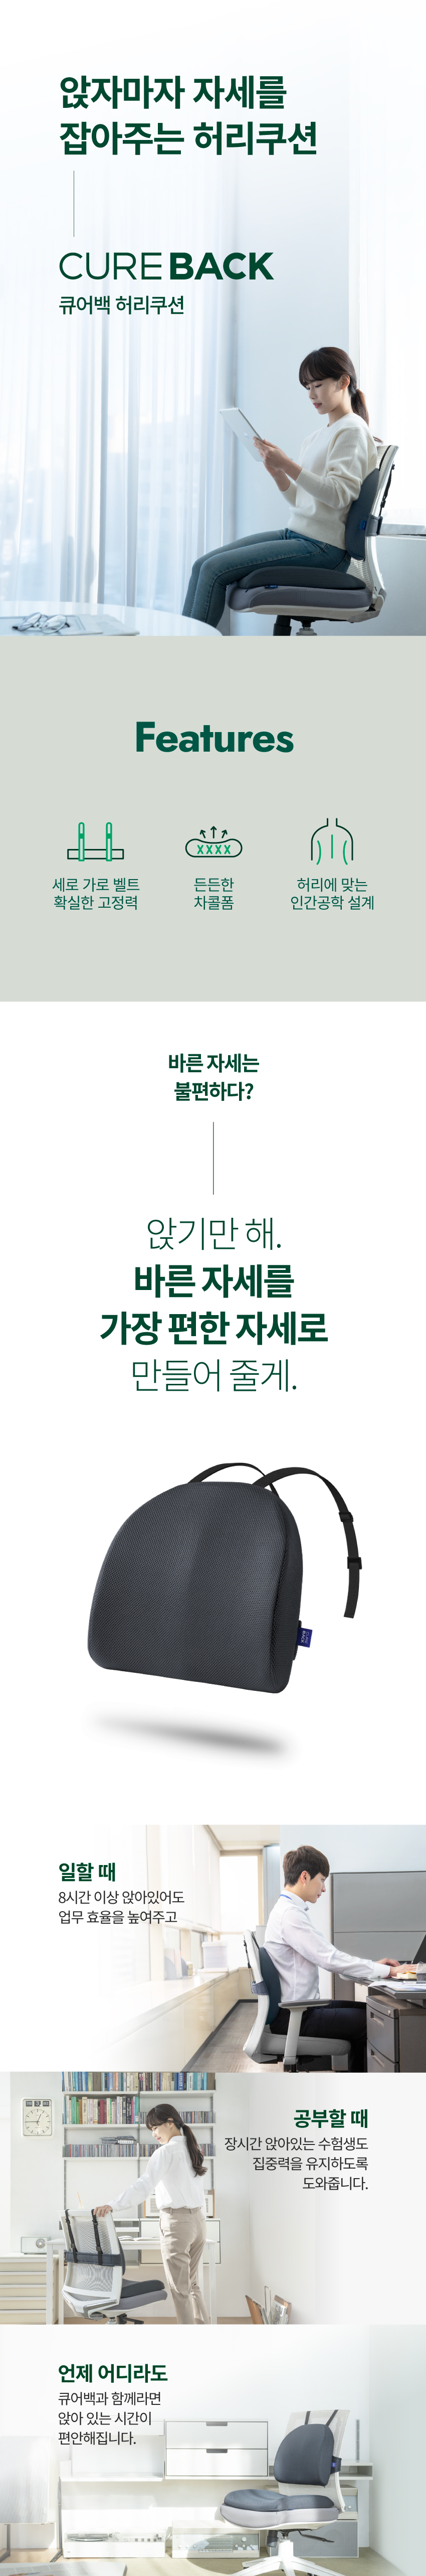 앉자마자 자세를
잡아주는 허리쿠션
CURE BACK
큐어백 허리쿠션
Features
세로 가로 벨트
확실한 고정력
든든한
차콜폼
허리에 맞는
인간공학 설계
바른 자세는
불편하다?
앉기만 해.
바른 자세를
가장 편한 자세로
만들어 줄게.
일할 때
8시간 이상 앉아있어도
업무 효율을 높여주고
공부할 때
장시간 앉아있는 수험생도
집중력을 유지하도록
도와줍니다.
언제 어디라도
큐어백과 함께라면
앉아 있는 시간이
편안해집니다.